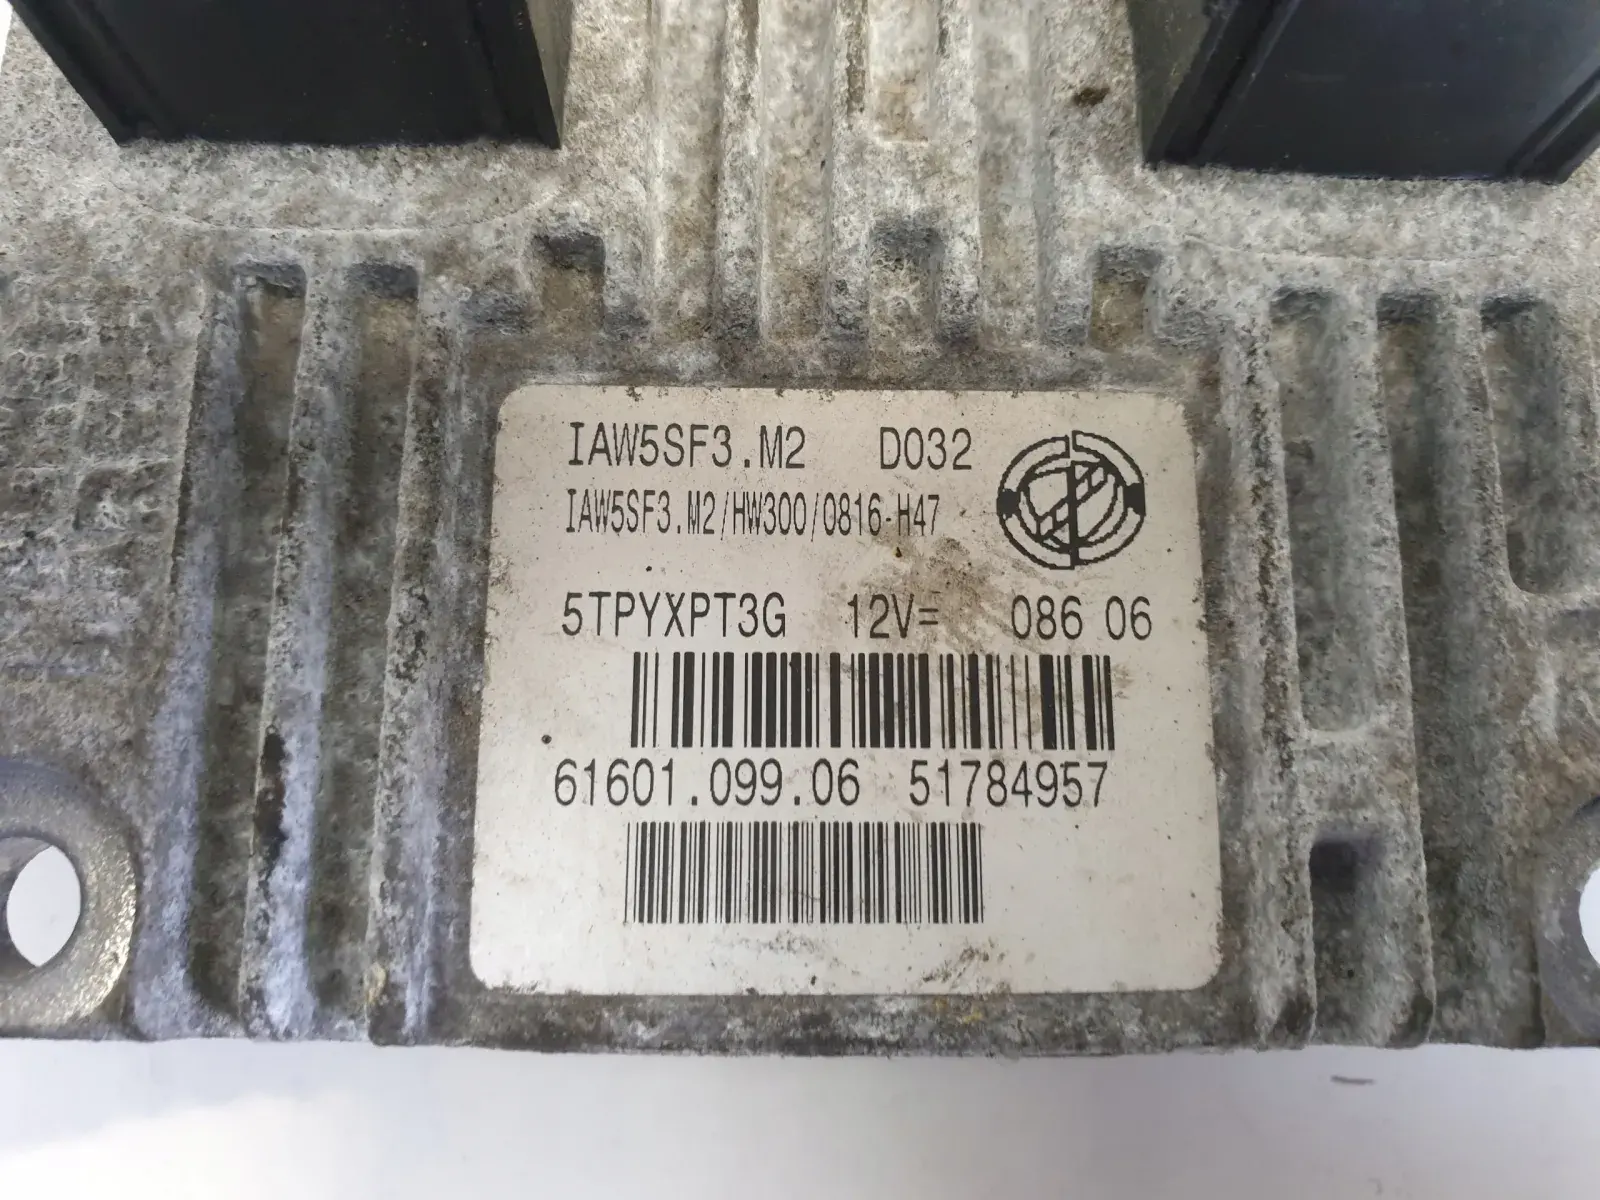 IAW5SF3.M2 D032
IAW5SF3.M2/HW300/0816-H47
5TPYXPT3G 12V= 086 06
61601.099.06 51784957